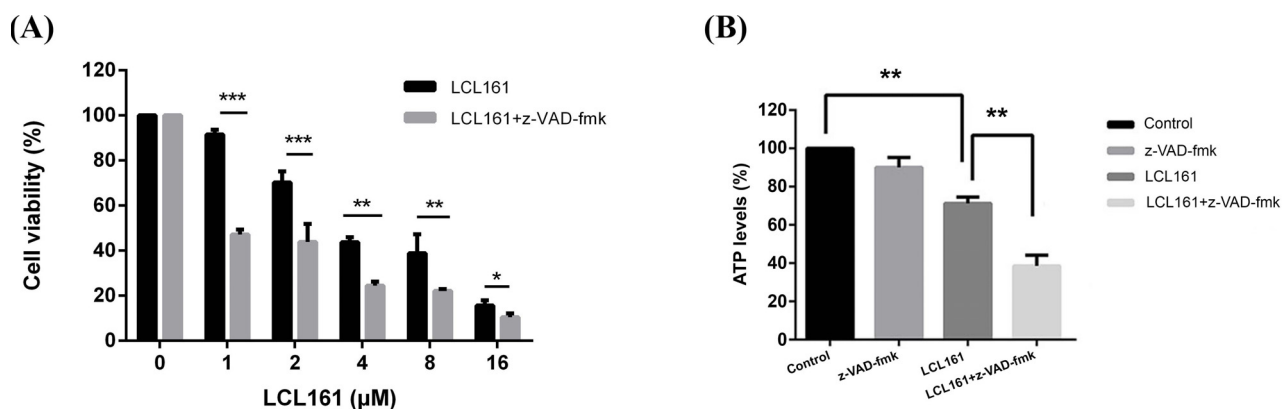 (A)
Cell viability (%)
120
100
80
60
40
20
0
***
***
**
**
*
LCL161
LCL161+z-VAD-fmk
0 1 2 4 8 16
LCL161 (µM)
(B)
ATP levels (%)
120
100
80
60
40
20
0
**
**
Control
z-VAD-fmk
LCL161
LCL161+z-VAD-fmk
Control
z-VAD-fmk
LCL161
LCL161+z-VAD-fmk